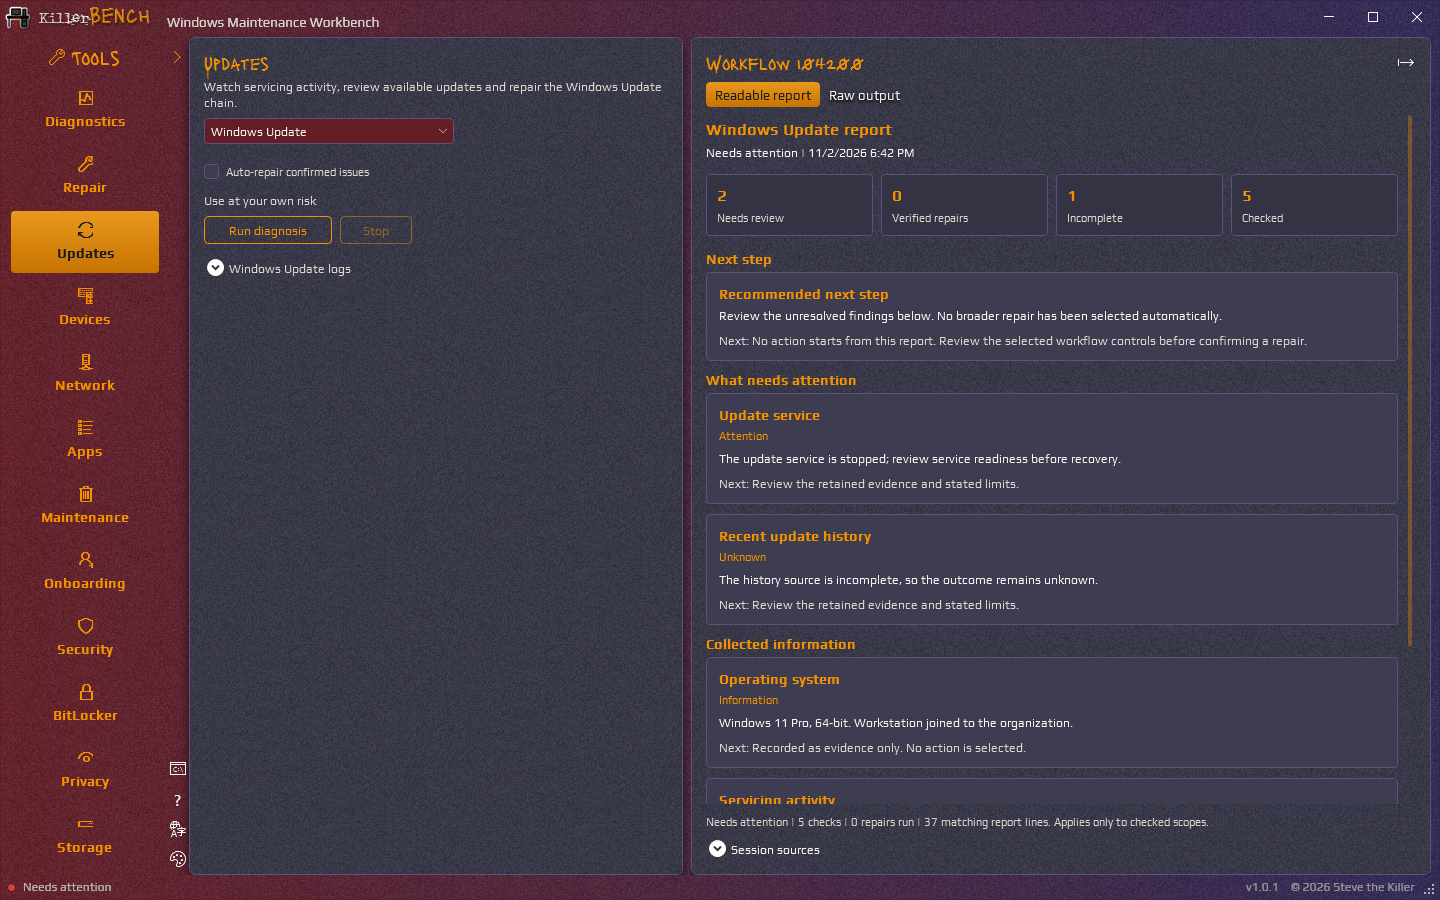 KillerBENCH
Windows Maintenance Workbench
TOOLS
Diagnostics
Repair
Updates
Devices
Network
Apps
Maintenance
Onboarding
Security
BitLocker
Privacy
Storage
C:\
?
UPDATES
Watch servicing activity, review available updates and repair the Windows Update
chain.
Windows Update
Auto-repair confirmed issues
Use at your own risk
Run diagnosis
Stop
Windows Update logs
WORKFLOW 104200
Readable report
Raw output
Windows Update report
Needs attention | 11/2/2026 6:42 PM
2
Needs review
0
Verified repairs
1
Incomplete
5
Checked
Next step
Recommended next step
Review the unresolved findings below. No broader repair has been selected automatically.
Next: No action starts from this report. Review the selected workflow controls before confirming a repair.
What needs attention
Update service
Attention
The update service is stopped; review service readiness before recovery.
Next: Review the retained evidence and stated limits.
Recent update history
Unknown
The history source is incomplete, so the outcome remains unknown.
Next: Review the retained evidence and stated limits.
Collected information
Operating system
Information
Windows 11 Pro, 64-bit. Workstation joined to the organization.
Next: Recorded as evidence only. No action is selected.
Servicing activity
Needs attention | 5 checks | 0 repairs run | 37 matching report lines. Applies only to checked scopes.
Session sources
Needs attention
v1.0.1
© 2026 Steve the Killer